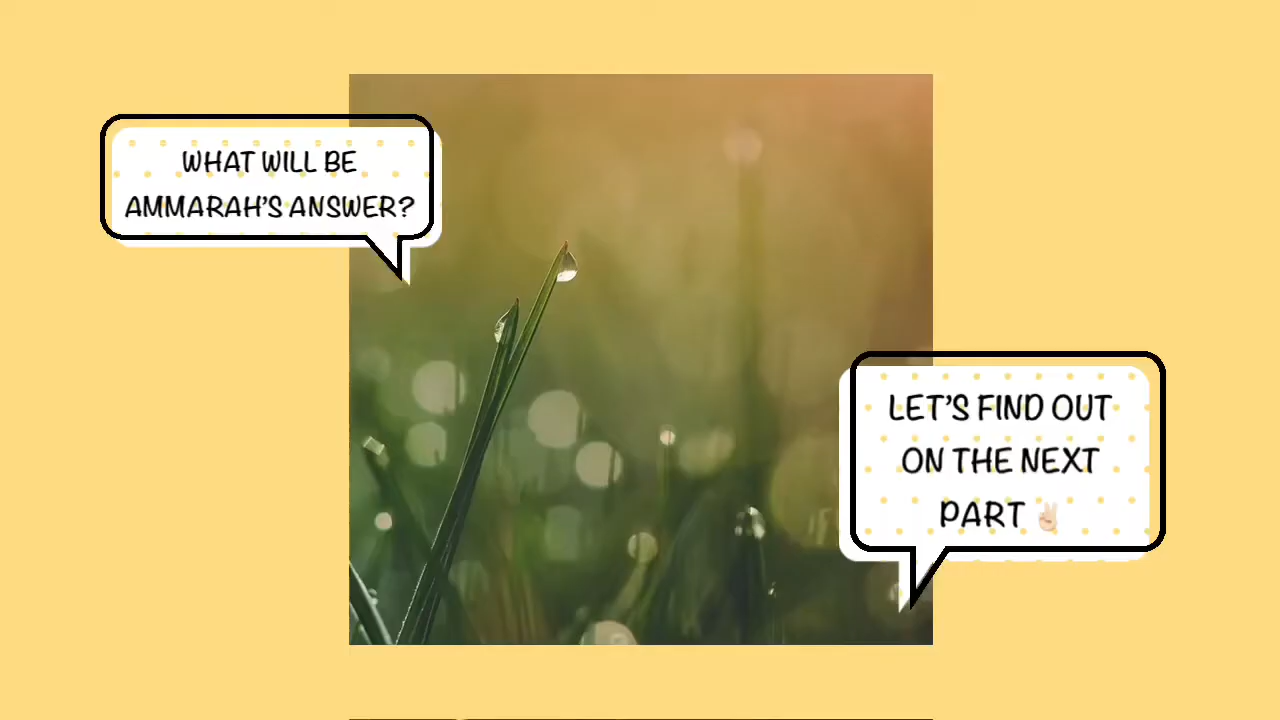 WHAT WILL BE
AMMARAH'S ANSWER?
LET'S FIND OUT
ON THE NEXT
PART ✌🏻